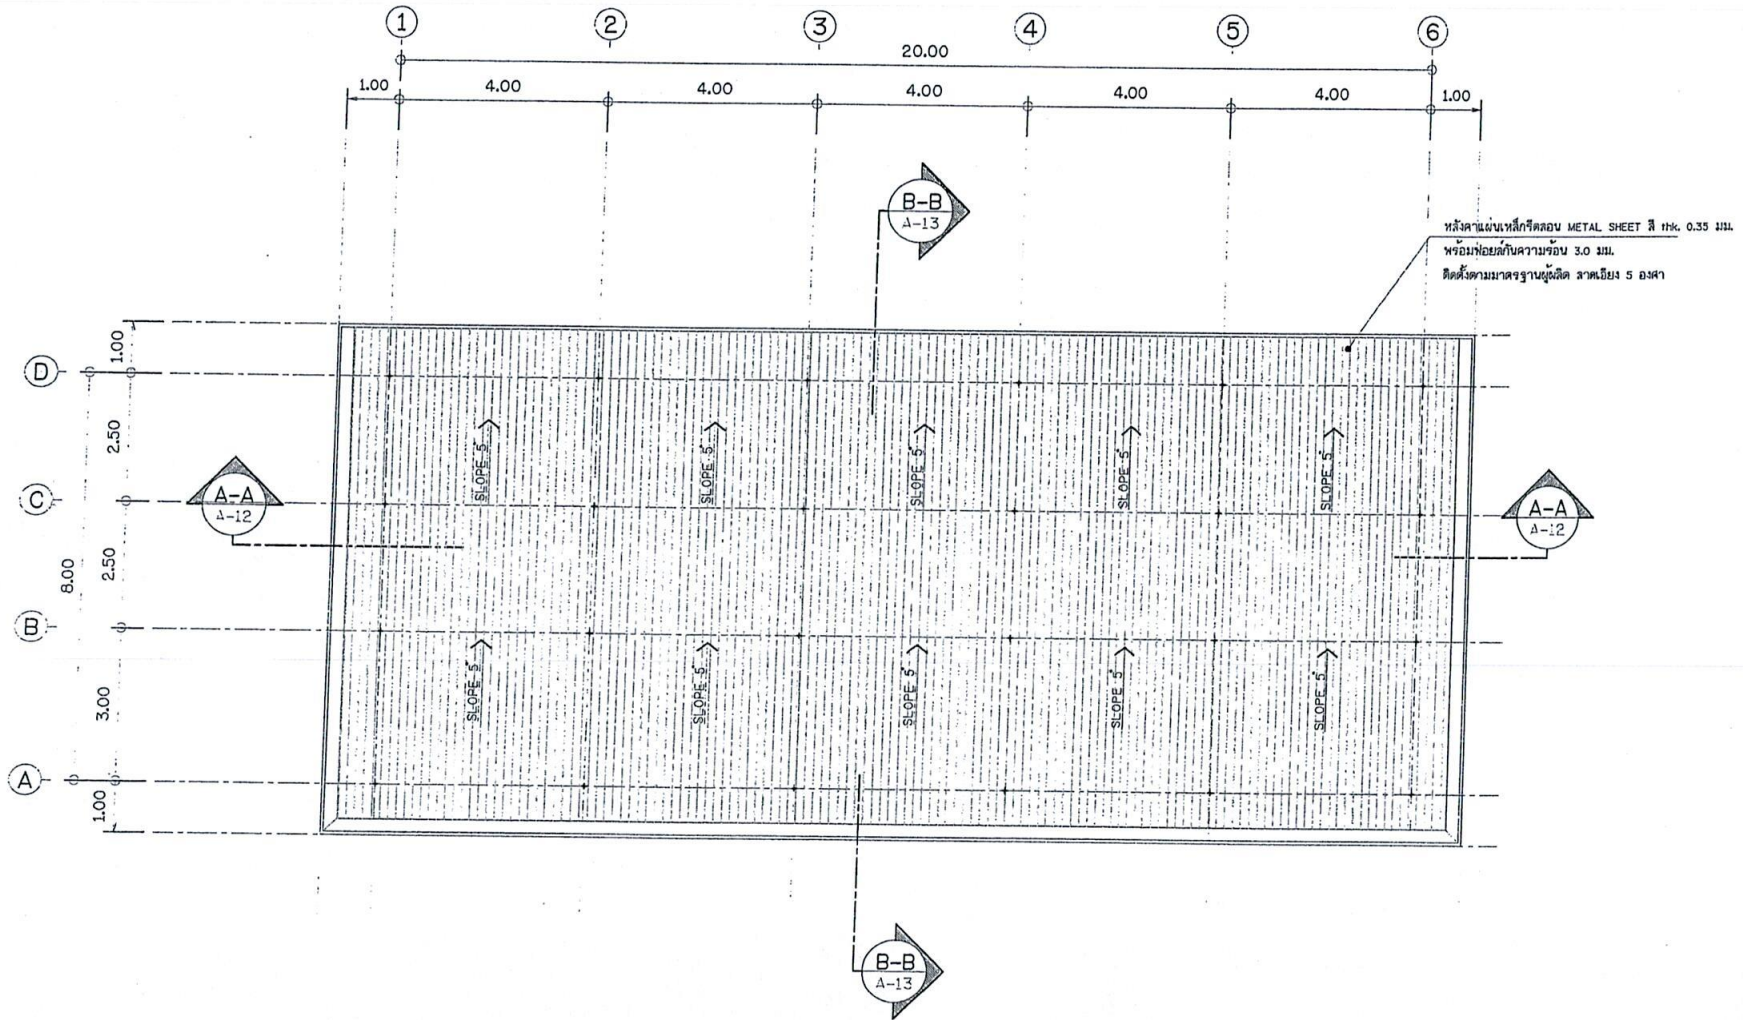 1 2 3 4 5 6
20.00
1.00 4.00 4.00 4.00 4.00 4.00 1.00
B-B
A-13
หลังคาแผ่นเหล็กรีดลอน METAL SHEET สี thk. 0.35 มม.
พร้อมฟอยล์กันความร้อน 3.0 มม.
ติดตั้งตามมาตรฐานผู้ผลิต ลาดเอียง 5 องศา
1.00
D
2.50
SLOPE 5° SLOPE 5° SLOPE 5° SLOPE 5° SLOPE 5°
C
A-A
A-12
A-A
A-12
8.00
2.50
B
SLOPE 5° SLOPE 5° SLOPE 5° SLOPE 5° SLOPE 5°
3.00
A
1.00
B-B
A-13